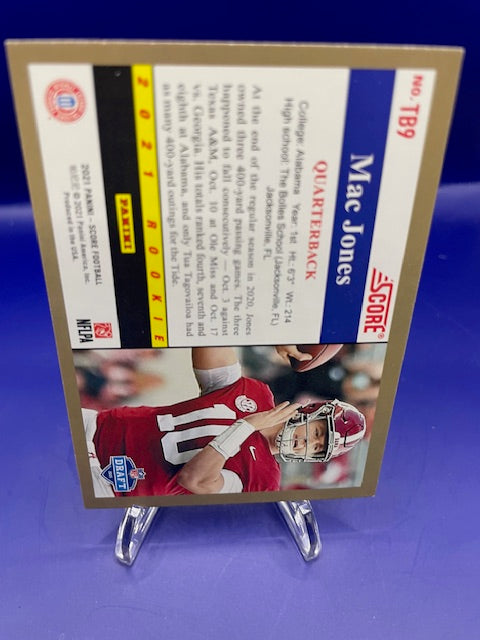 No. TB9
SCORE®
Mac Jones
QUARTERBACK
College: Alabama Year: 1st Ht.: 6'3" Wt.: 214
High school: The Bolles School (Jacksonville, FL)
Jacksonville, FL
At the end of the regular season in 2020, Jones
owned three 400-yard passing games. The three
happened to fall consecutively — Oct. 3 against
Texas A&M, Oct. 10 at Ole Miss and Oct. 17
vs. Georgia. His totals ranked fourth, seventh and
eighth at Alabama, and only Tua Tagovailoa had
as many 400-yard outings for the Tide.
2021 ROOKIE
PANINI
2021 PANINI – SCORE FOOTBALL
© 2021 Panini America, Inc.
Produced in the USA.
NFLPA
10
DRAFT